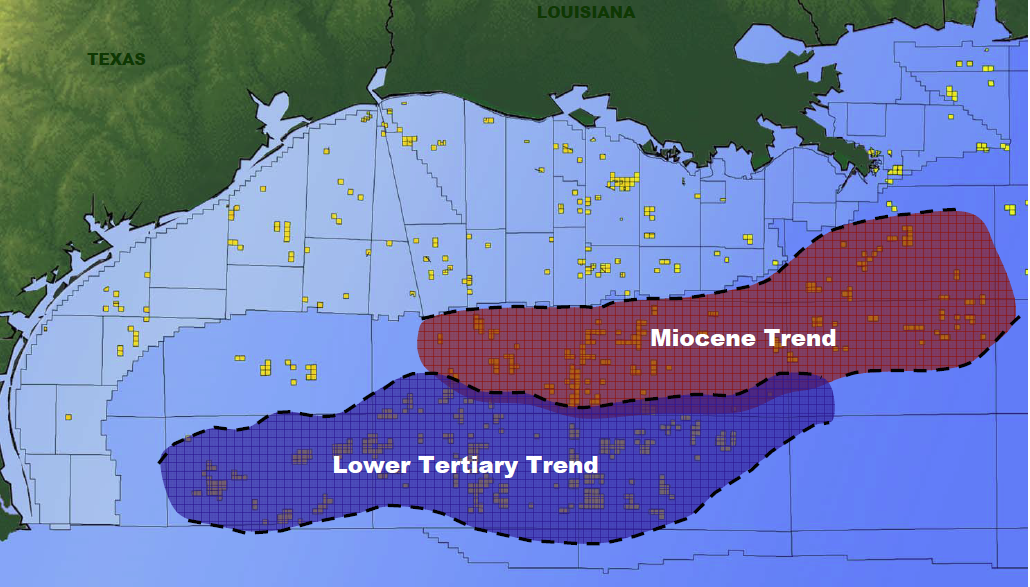 LOUISIANA
TEXAS
Miocene Trend
Lower Tertiary Trend